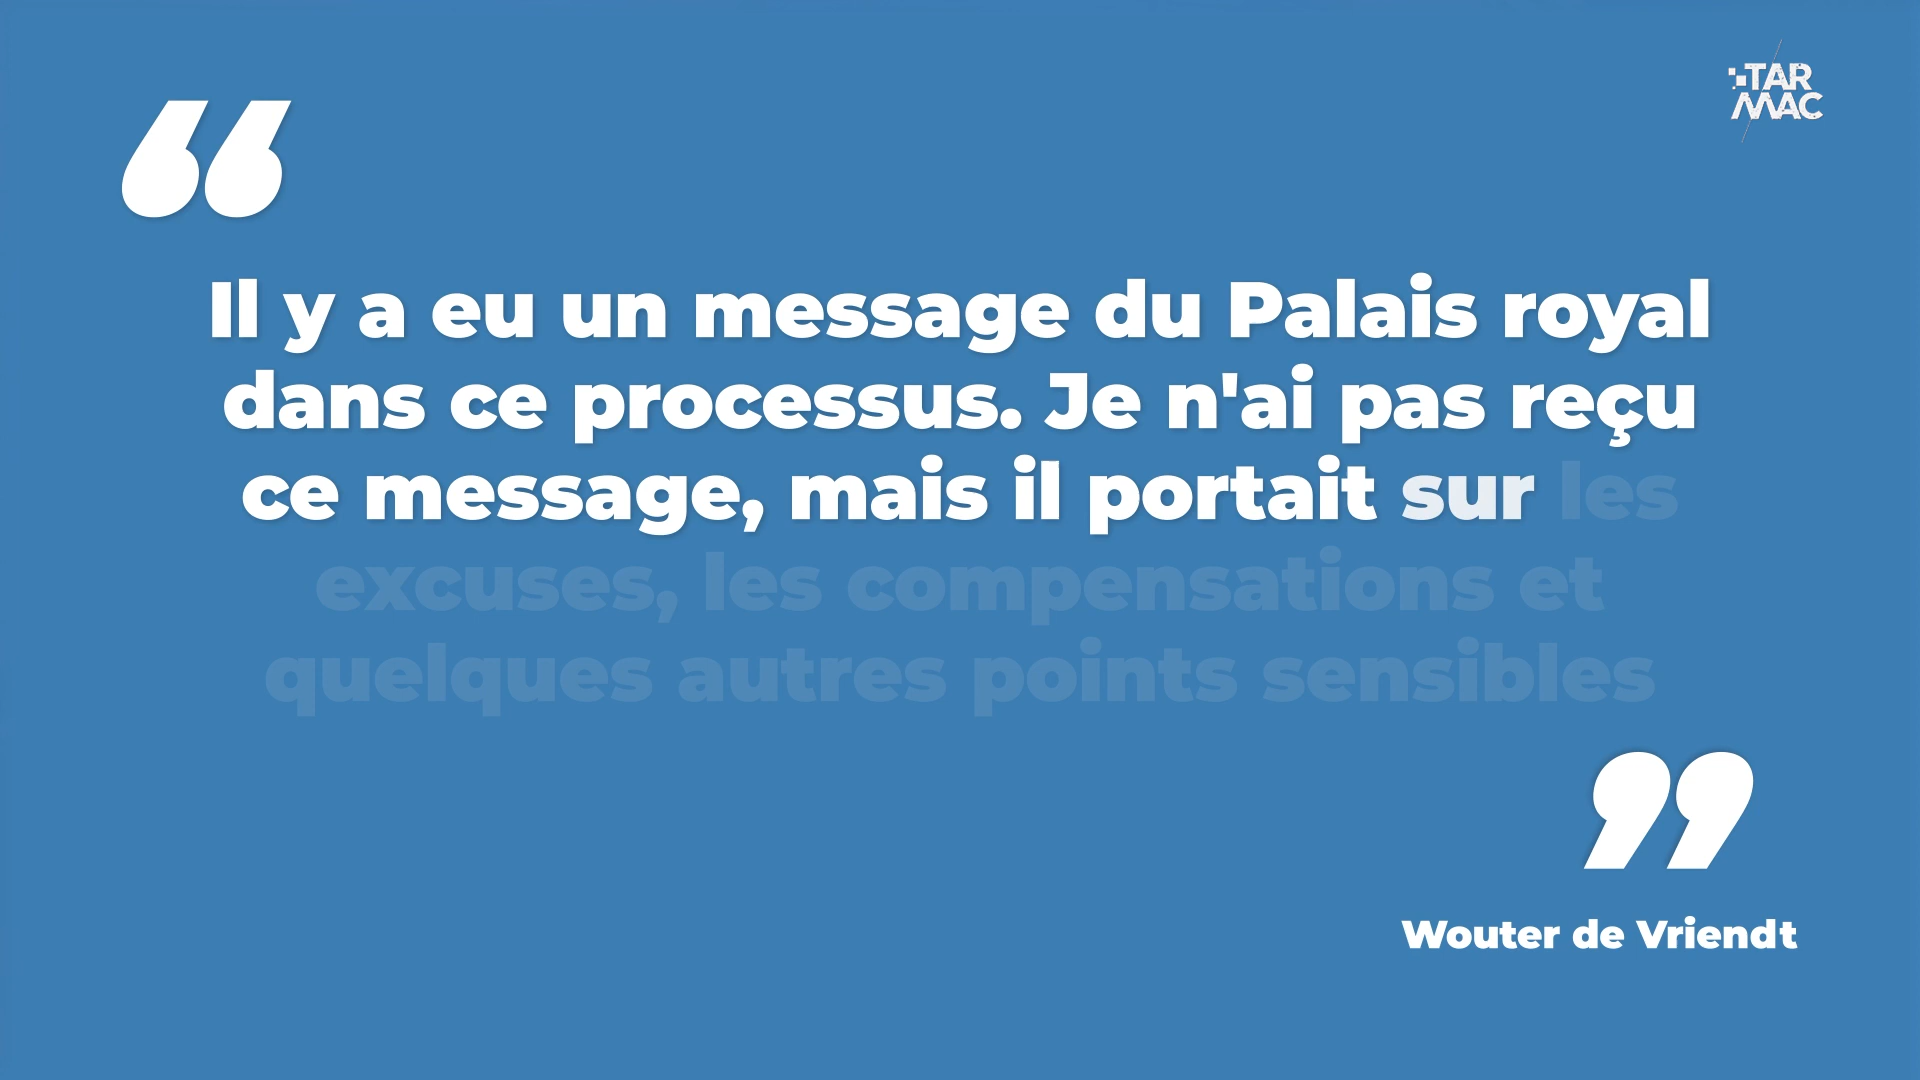 TAR
MAC
“
Il y a eu un message du Palais royal
dans ce processus. Je n'ai pas reçu
ce message, mais il portait sur les
excuses, les compensations et
quelques autres points sensibles
”
Wouter de Vriendt